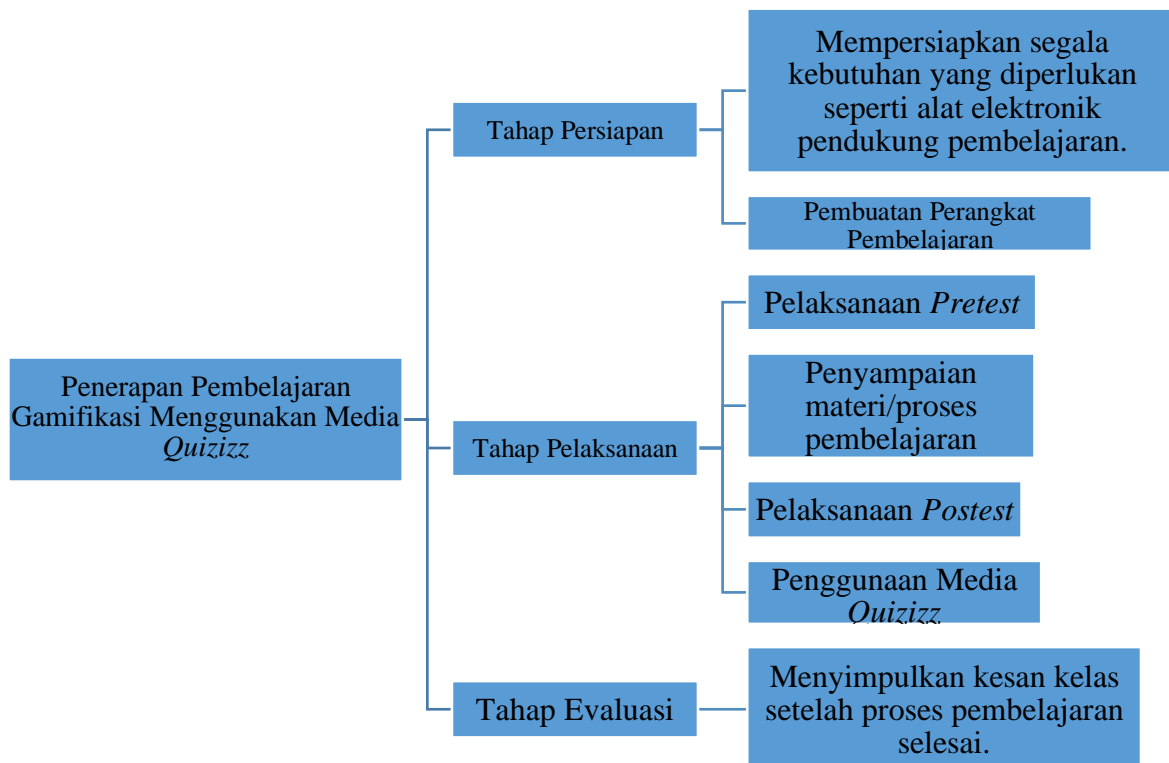 Penerapan Pembelajaran
Gamifikasi Menggunakan Media
Quizizz
Tahap Persiapan
Mempersiapkan segala
kebutuhan yang diperlukan
seperti alat elektronik
pendukung pembelajaran.
Pembuatan Perangkat
Pembelajaran
Tahap Pelaksanaan
Pelaksanaan Pretest
Penyampaian
materi/proses
pembelajaran
Pelaksanaan Postest
Penggunaan Media
Quizizz
Tahap Evaluasi
Menyimpulkan kesan kelas
setelah proses pembelajaran
selesai.